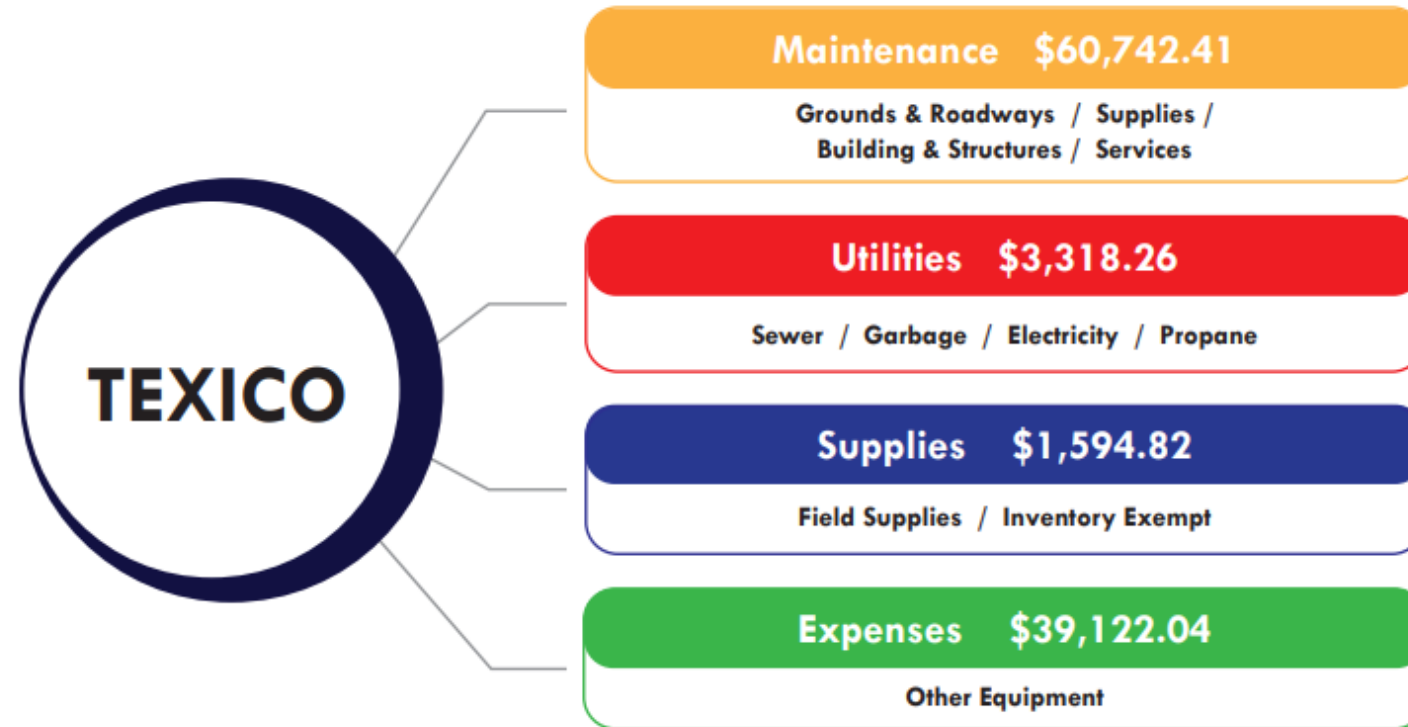 TEXICO
Maintenance $60,742.41
Grounds & Roadways / Supplies /
Building & Structures / Services
Utilities $3,318.26
Sewer / Garbage / Electricity / Propane
Supplies $1,594.82
Field Supplies / Inventory Exempt
Expenses $39,122.04
Other Equipment